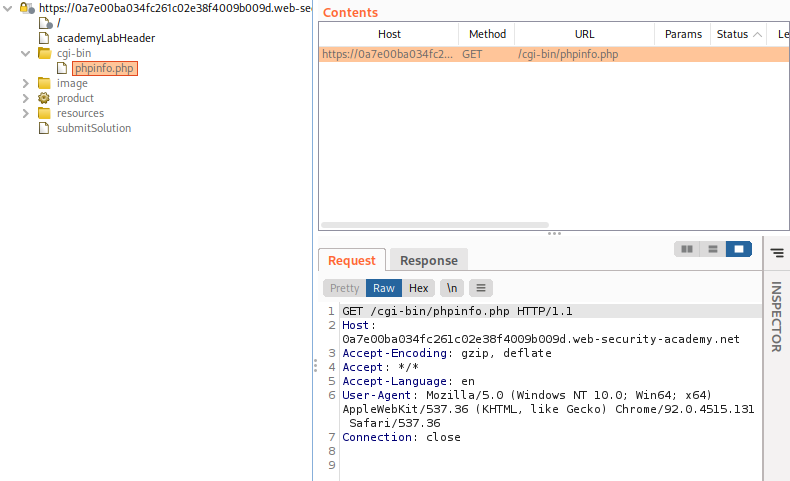 https://0a7e00ba034fc261c02e38f4009b009d.web-sec
/
academyLabHeader
cgi-bin
phpinfo.php
image
product
resources
submitSolution
Contents
Host Method URL Params Status Le
https://0a7e00ba034fc2... GET /cgi-bin/phpinfo.php
Request Response
Pretty Raw Hex \n
1 GET /cgi-bin/phpinfo.php HTTP/1.1
2 Host:
0a7e00ba034fc261c02e38f4009b009d.web-security-academy.net
3 Accept-Encoding: gzip, deflate
4 Accept: */*
5 Accept-Language: en
6 User-Agent: Mozilla/5.0 (Windows NT 10.0; Win64; x64)
AppleWebKit/537.36 (KHTML, like Gecko) Chrome/92.0.4515.131
Safari/537.36
7 Connection: close
8
9
INSPECTOR